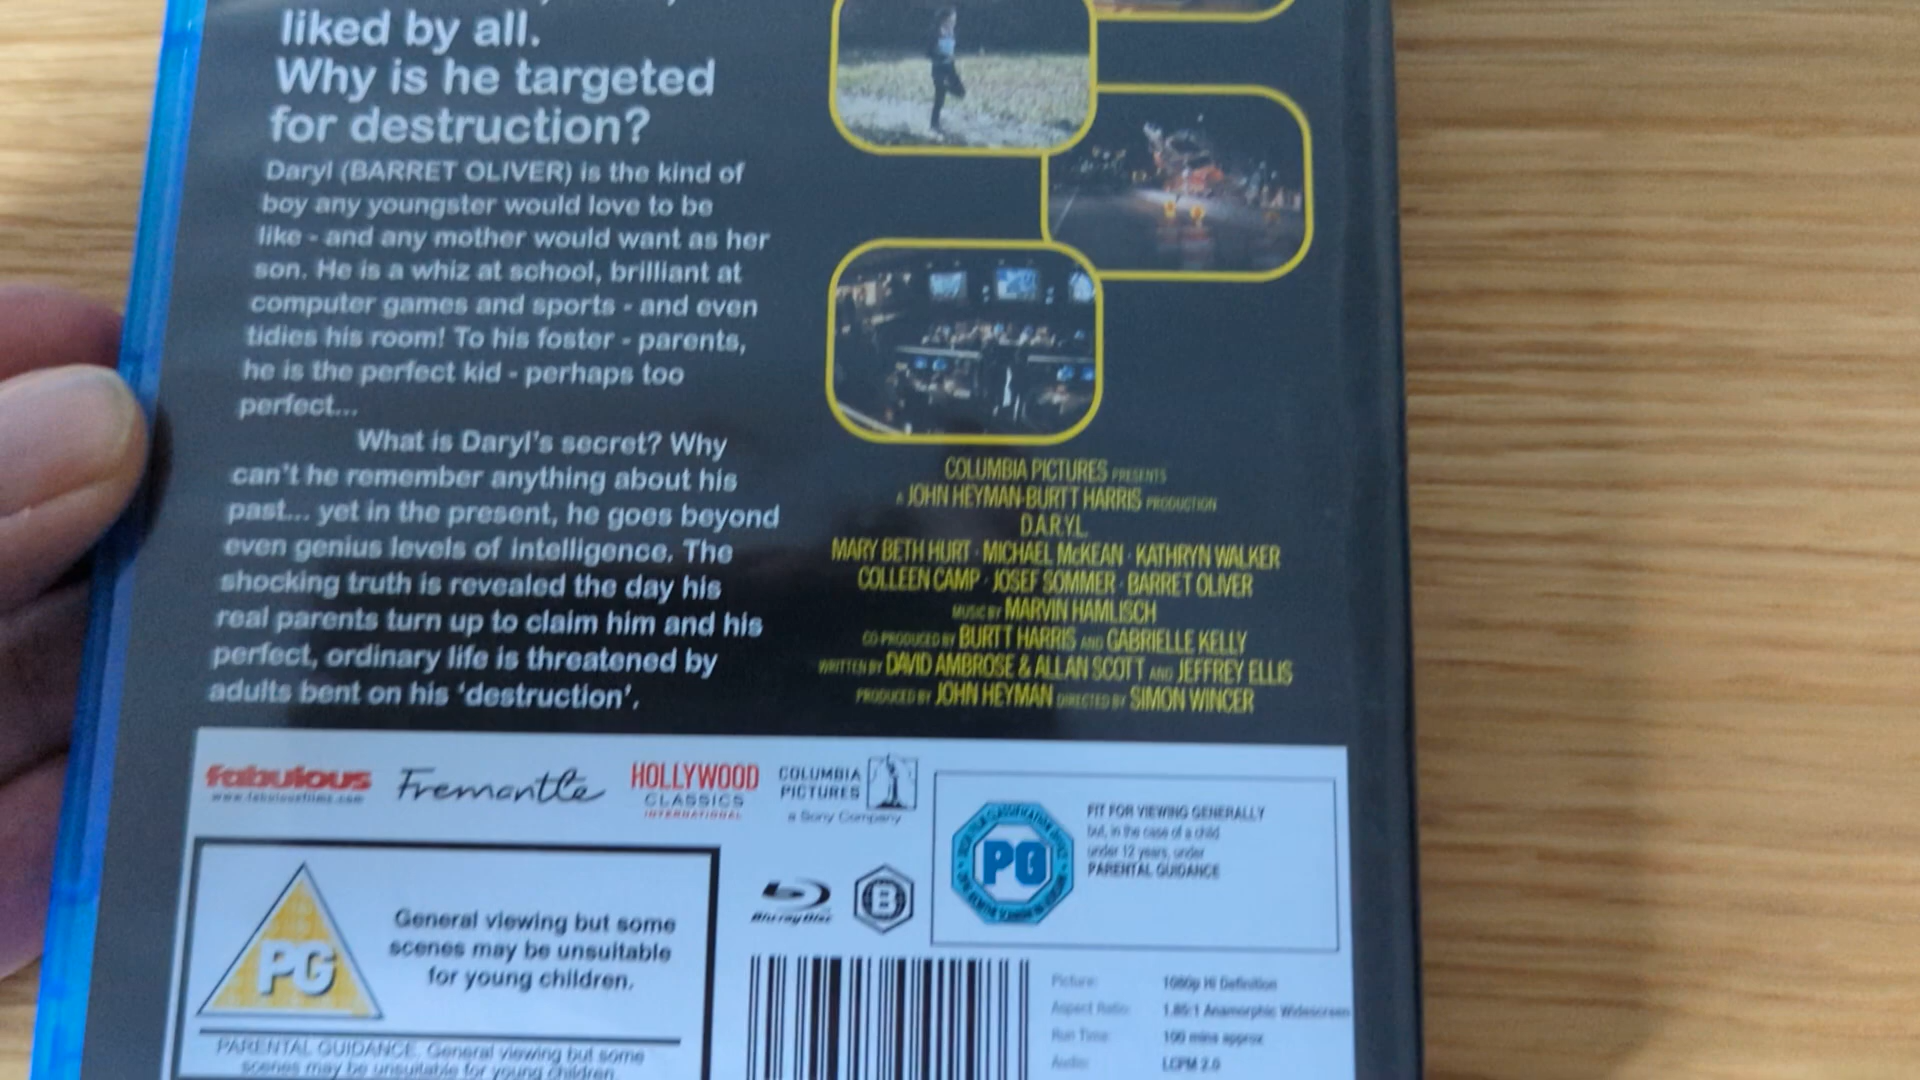 liked by all.
Why is he targeted
for destruction?
Daryl (BARRET OLIVER) is the kind of
boy any youngster would love to be
like - and any mother would want as her
son. He is a whiz at school, brilliant at
computer games and sports - and even
tidies his room! To his foster - parents,
he is the perfect kid - perhaps too
perfect...
What is Daryl's secret? Why
can't he remember anything about his
past... yet in the present, he goes beyond
even genius levels of intelligence. The
shocking truth is revealed the day his
real parents turn up to claim him and his
perfect, ordinary life is threatened by
adults bent on his 'destruction'.
COLUMBIA PICTURES PRESENTS
A JOHN HEYMAN-BURTT HARRIS PRODUCTION
D.A.R.Y.L.
MARY BETH HURT · MICHAEL McKEAN · KATHRYN WALKER
COLLEEN CAMP · JOSEF SOMMER · BARRET OLIVER
MUSIC BY MARVIN HAMLISCH
CO-PRODUCED BY BURTT HARRIS AND GABRIELLE KELLY
WRITTEN BY DAVID AMBROSE & ALLAN SCOTT AND JEFFREY ELLIS
PRODUCED BY JOHN HEYMAN DIRECTED BY SIMON WINCER
fabulous
www.fabulousfilms.com
Fremantle
HOLLYWOOD
CLASSICS
INTERNATIONAL
COLUMBIA
PICTURES
a Sony Company
PG
FIT FOR VIEWING GENERALLY
but, in the case of a child
under 12 years, under
PARENTAL GUIDANCE
PG
General viewing but some
scenes may be unsuitable
for young children.
PARENTAL GUIDANCE. General viewing but some
scenes may be unsuitable for young children
Blu-ray Disc
B
Picture: 1080p Hi Definition
Aspect Ratio: 1.85:1 Anamorphic Widescreen
Run Time: 100 mins approx
Audio: LCPM 2.0